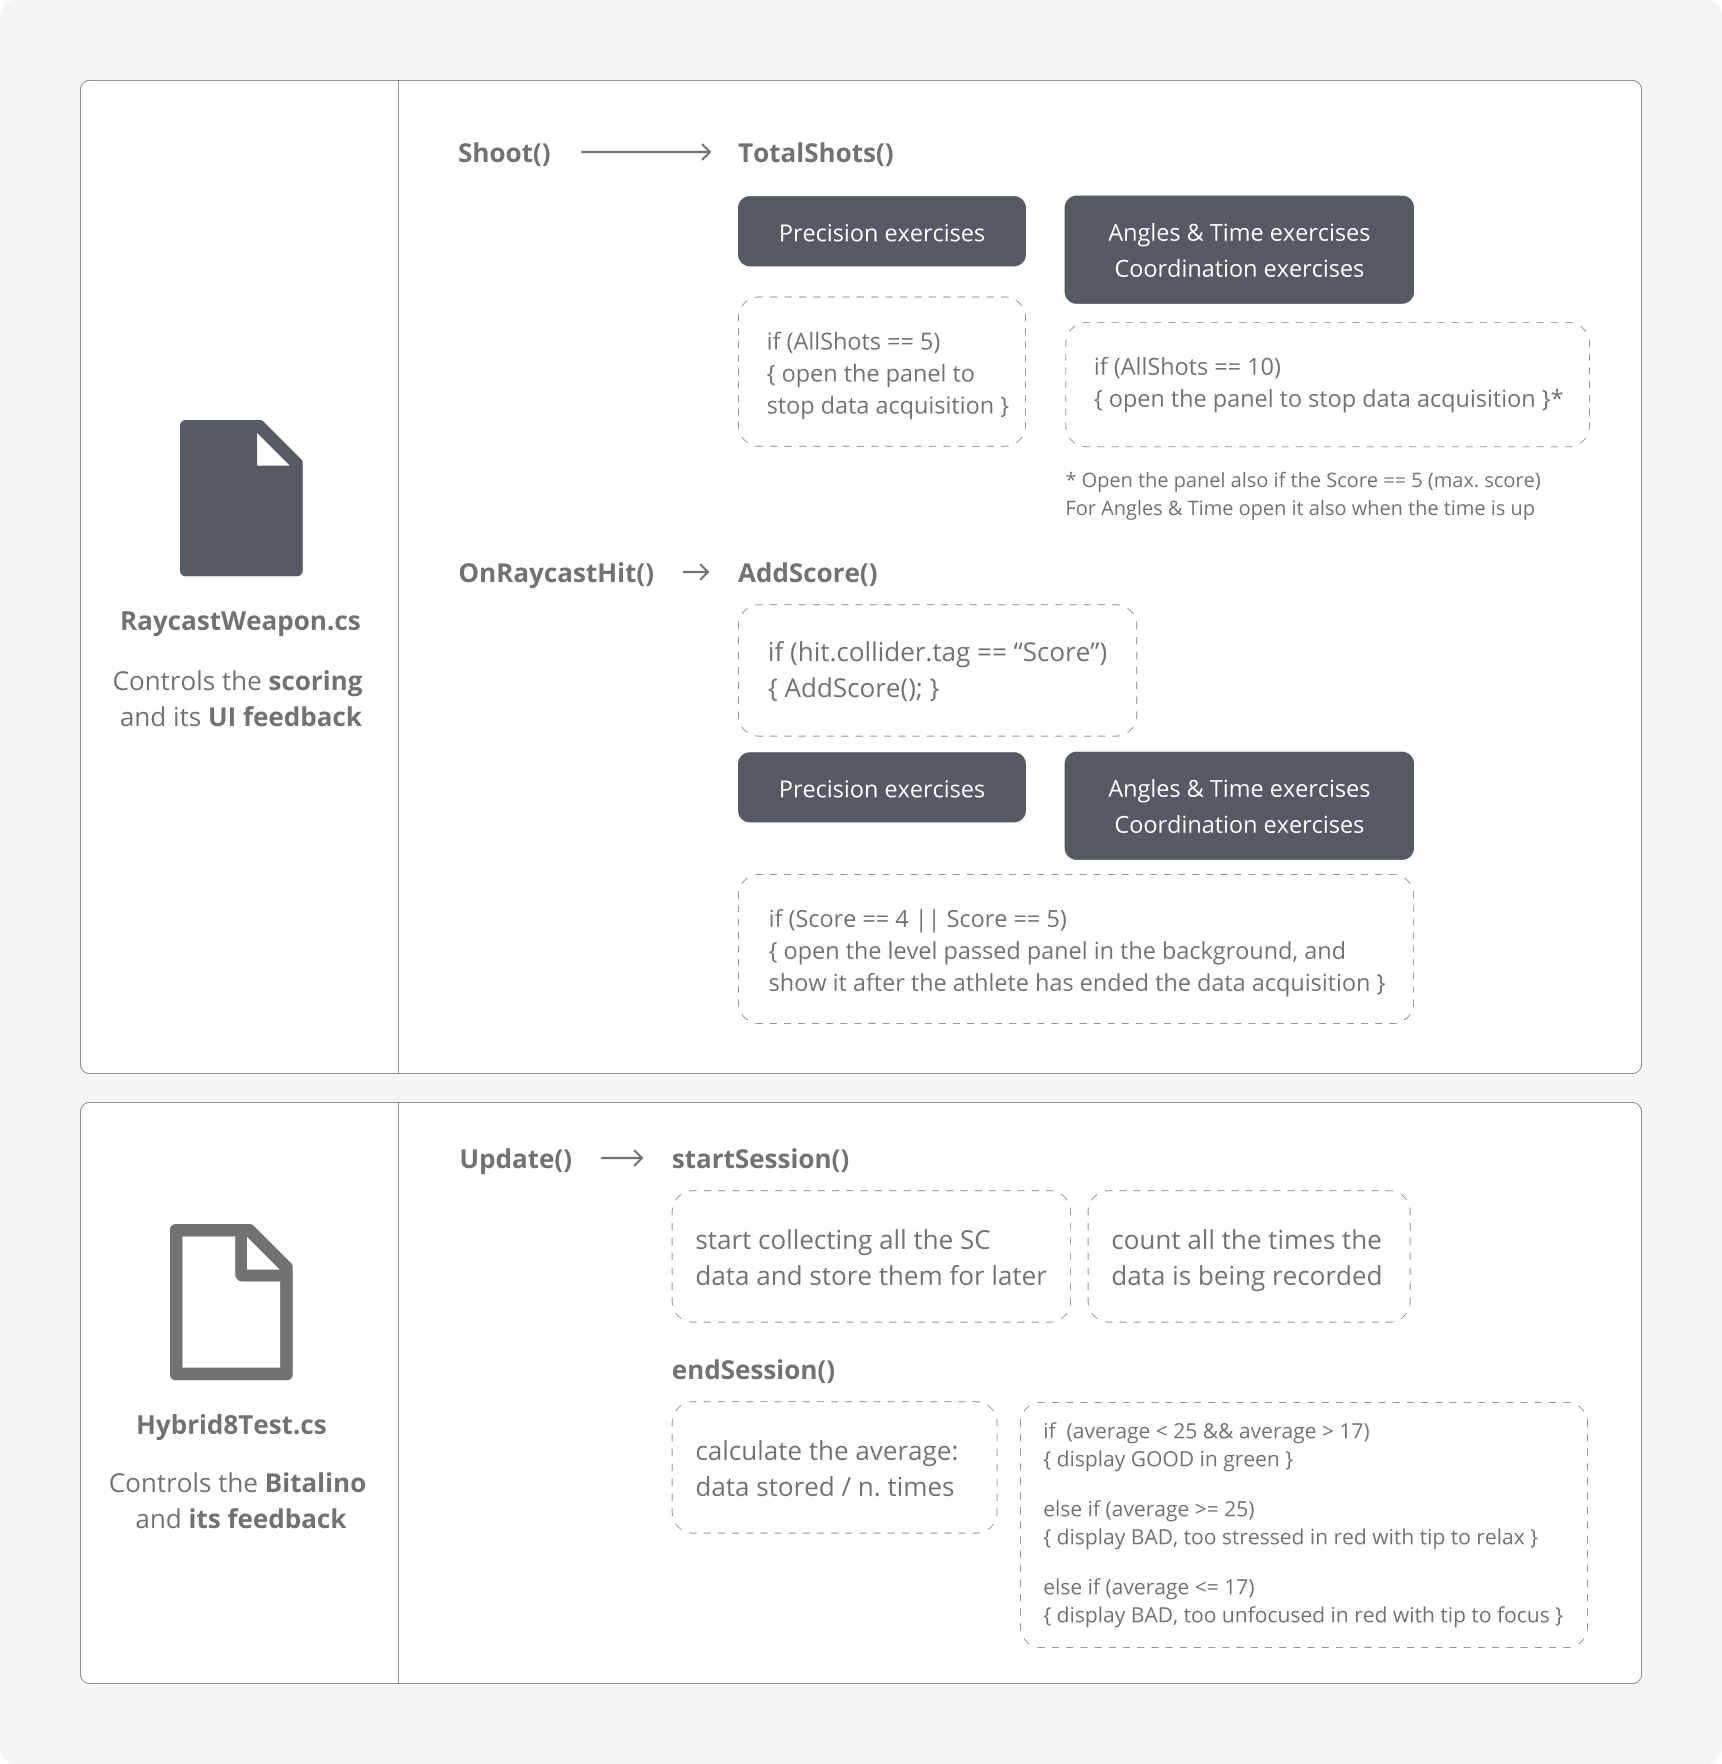 RaycastWeapon.cs
Controls the scoring
and its UI feedback
Shoot()
TotalShots()
Precision exercises
if (AllShots == 5)
{ open the panel to
stop data acquisition }
Angles & Time exercises
Coordination exercises
if (AllShots == 10)
{ open the panel to stop data acquisition }*
* Open the panel also if the Score == 5 (max. score)
For Angles & Time open it also when the time is up
OnRaycastHit()
AddScore()
if (hit.collider.tag == “Score”)
{ AddScore(); }
Precision exercises
Angles & Time exercises
Coordination exercises
if (Score == 4 || Score == 5)
{ open the level passed panel in the background, and
show it after the athlete has ended the data acquisition }
Hybrid8Test.cs
Controls the Bitalino
and its feedback
Update()
startSession()
start collecting all the SC
data and store them for later
count all the times the
data is being recorded
endSession()
calculate the average:
data stored / n. times
if  (average < 25 && average > 17)
{ display GOOD in green }
else if (average >= 25)
{ display BAD, too stressed in red with tip to relax }
else if (average <= 17)
{ display BAD, too unfocused in red with tip to focus }